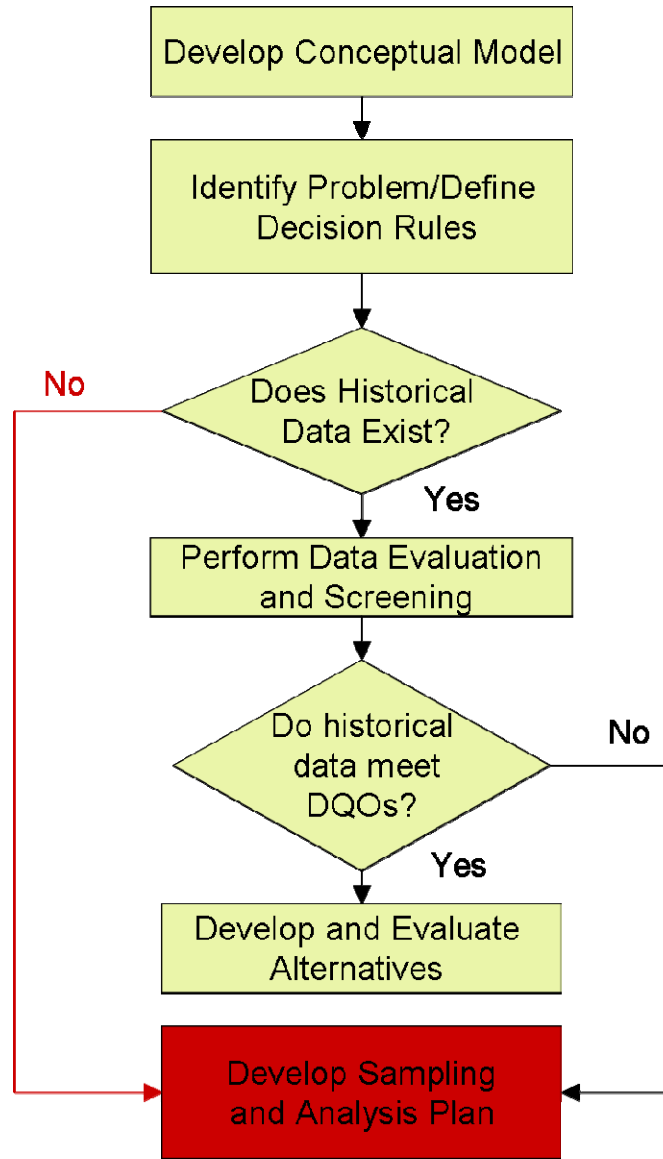 Develop Conceptual Model
Identify Problem/Define
Decision Rules
No
Does Historical
Data Exist?
Yes
Perform Data Evaluation
and Screening
Do historical
data meet
DQOs?
No
Yes
Develop and Evaluate
Alternatives
Develop Sampling
and Analysis Plan